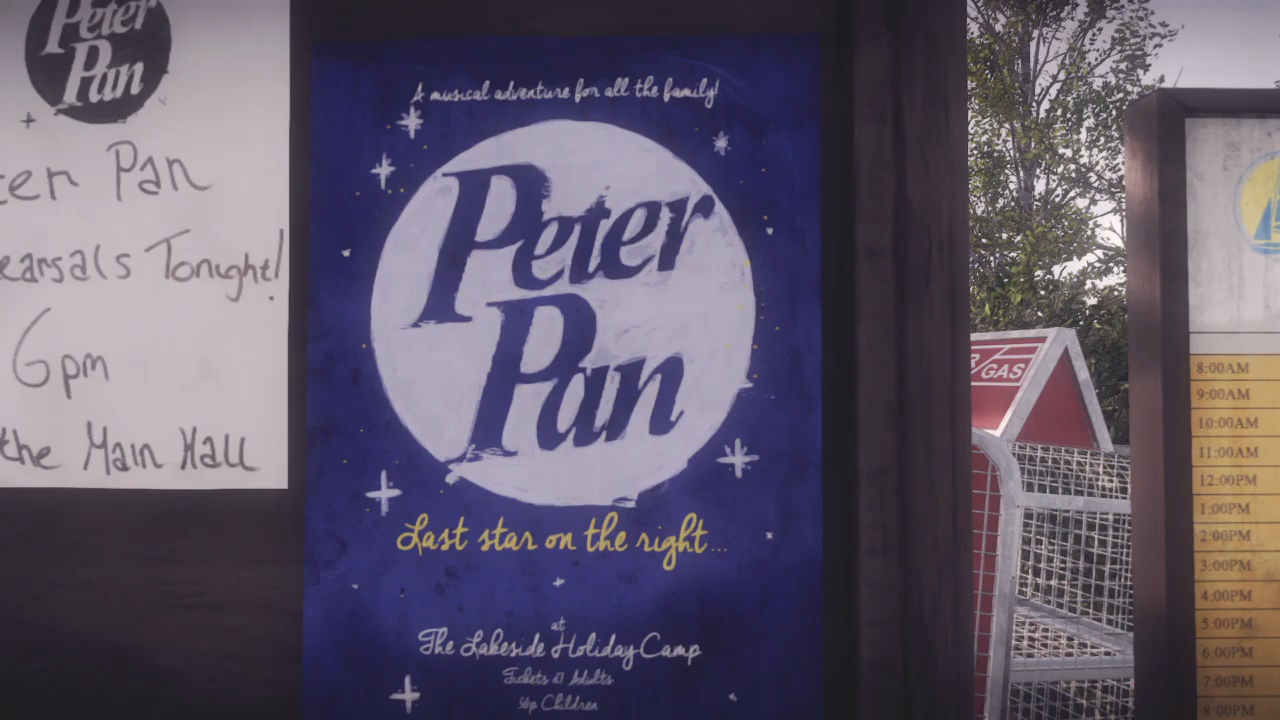 Peter
Pan
ter Pan
earsals Tonight!
6pm
the Main Hall
A musical adventure for all the family!
Peter
Pan
Last star on the right...
at
The Lakeside Holiday Camp
Tickets £1 Adults
50p Children
R/GAS
8:00AM
9:00AM
10:00AM
11:00AM
12:00PM
1:00PM
2:00PM
3:00PM
4:00PM
5:00PM
6:00PM
7:00PM
8:00PM